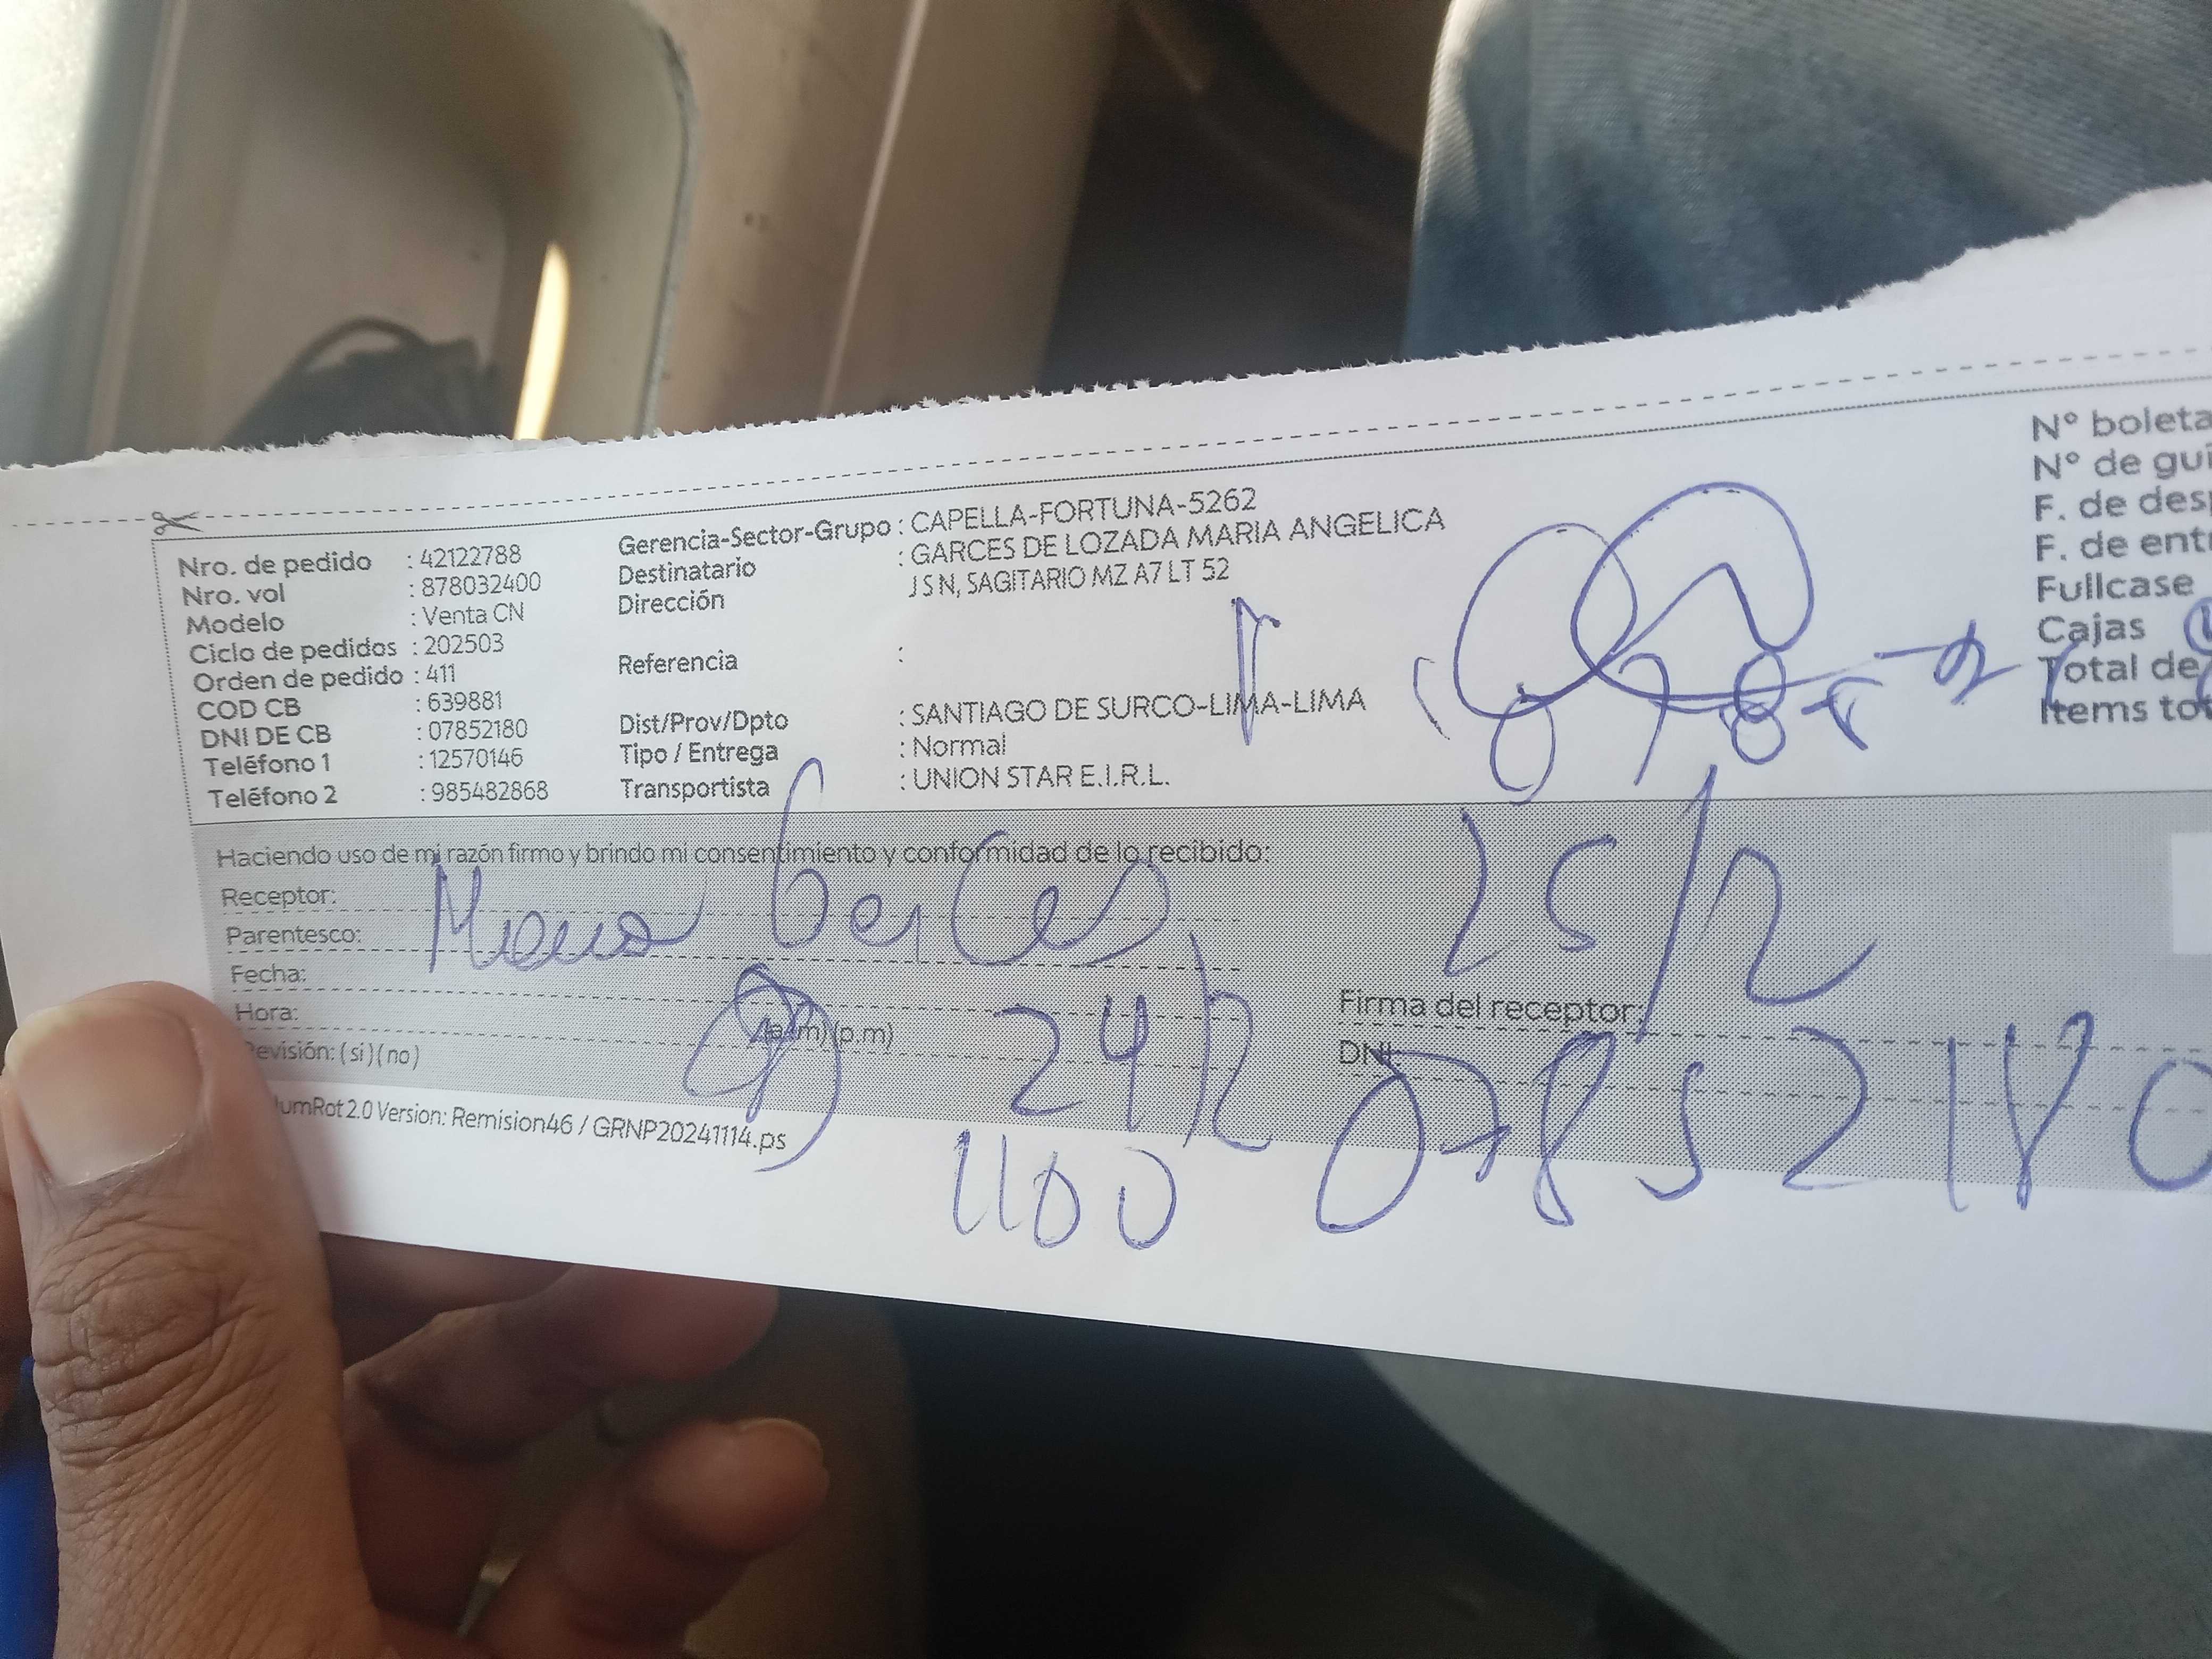 Nro. de pedido : 42122788
Nro. vol : 878032400
Modelo : Venta CN
Ciclo de pedidos : 202503
Orden de pedido : 411
COD CB : 639881
DNI DE CB : 07852180
Teléfono 1 : 12570146
Teléfono 2 : 985482868
Gerencia-Sector-Grupo : CAPELLA-FORTUNA-5262
Destinatario : GARCES DE LOZADA MARIA ANGELICA
Dirección J S N, SAGITARIO MZ A7 LT 52
Referencia :
Dist/Prov/Dpto : SANTIAGO DE SURCO-LIMA-LIMA
Tipo / Entrega : Normal
Transportista : UNION STAR E.I.R.L.
Nº boleta
Nº de gui
F. de desp
F. de entr
Fullcase
Cajas
Total de
Items tot
Haciendo uso de mi razón firmo y brindo mi consentimiento y conformidad de lo recibido:
Receptor:
Parentesco:
Fecha:
Hora: (a.m) (p.m)
Revisión: ( si ) ( no )
25/2
24/2
1100
Firma del receptor
DNI 07852180
umRot 2.0 Version: Remision46 / GRNP20241114.ps